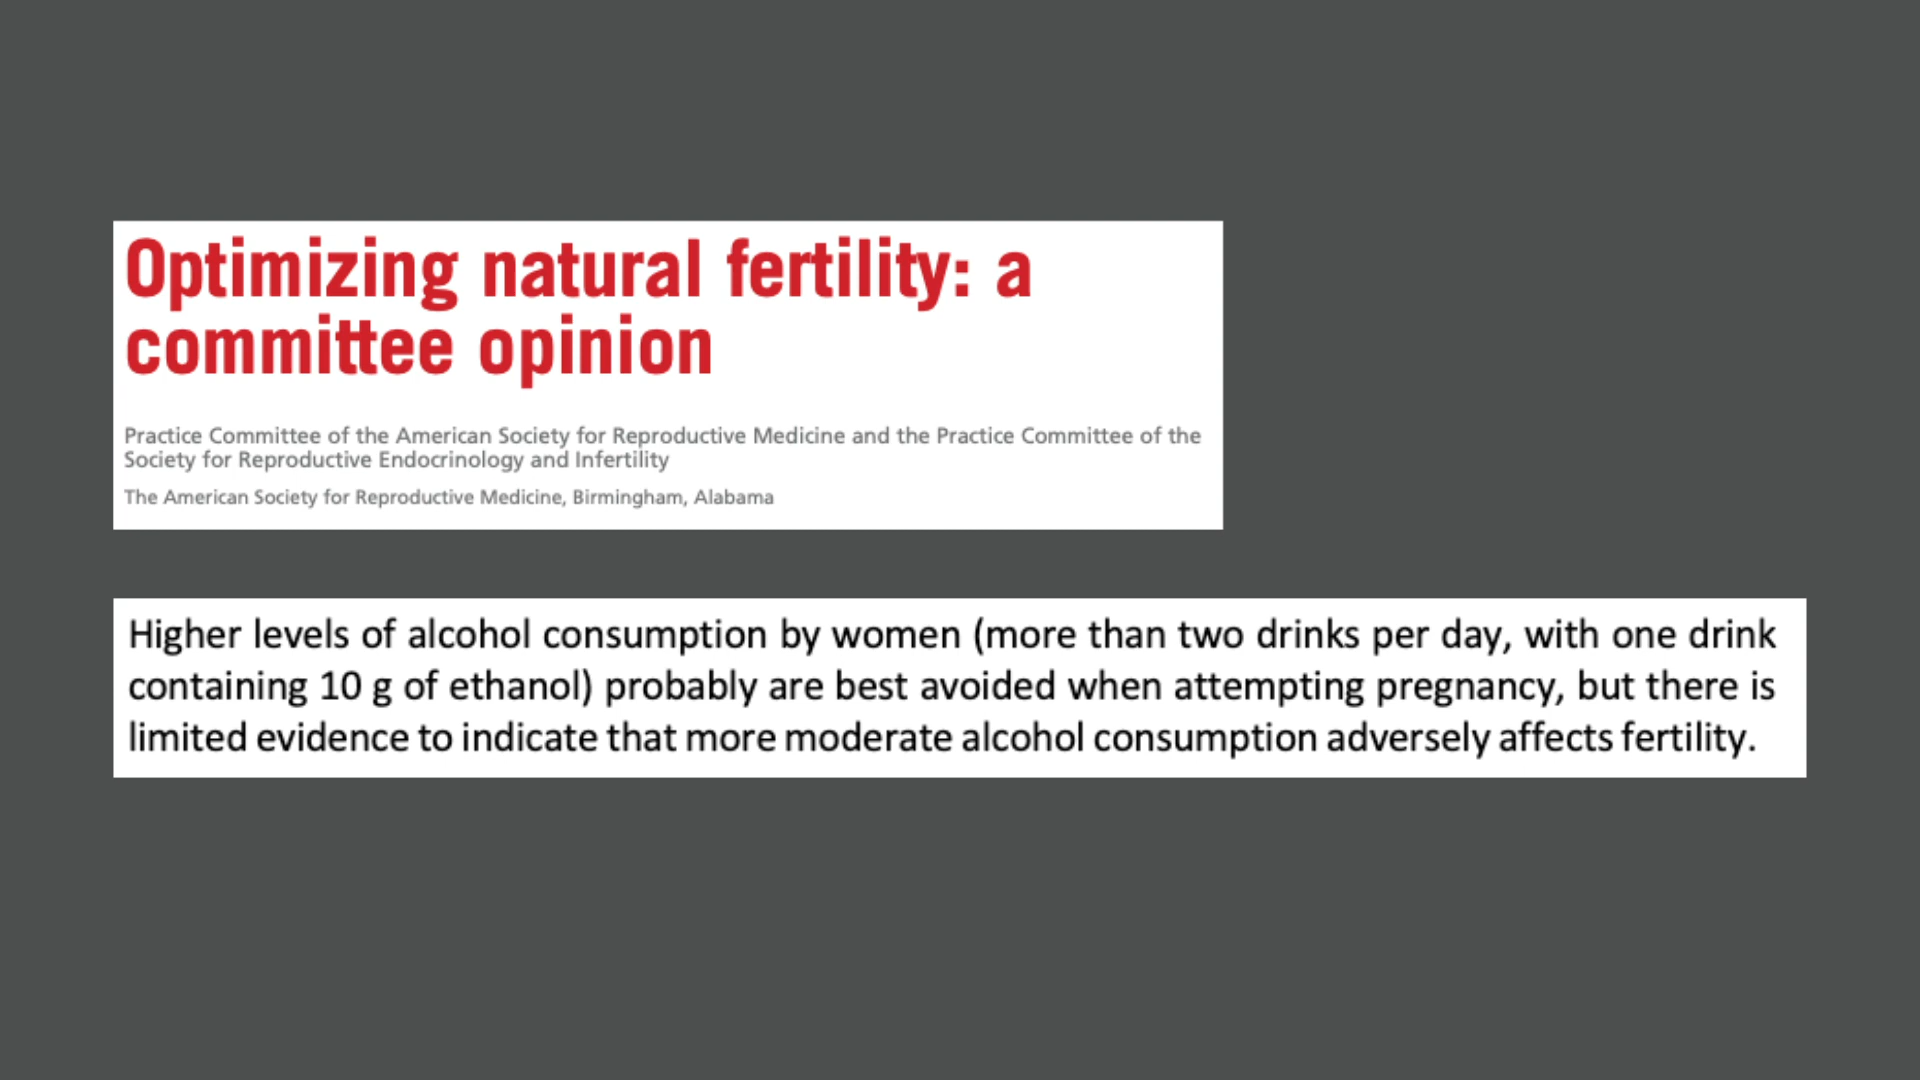 Optimizing natural fertility: a
committee opinion
Practice Committee of the American Society for Reproductive Medicine and the Practice Committee of the
Society for Reproductive Endocrinology and Infertility
The American Society for Reproductive Medicine, Birmingham, Alabama
Higher levels of alcohol consumption by women (more than two drinks per day, with one drink
containing 10 g of ethanol) probably are best avoided when attempting pregnancy, but there is
limited evidence to indicate that more moderate alcohol consumption adversely affects fertility.